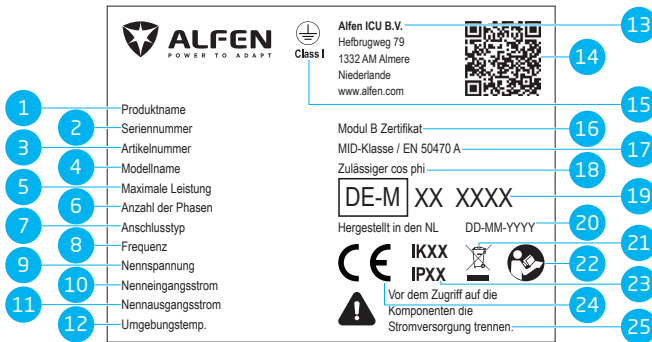 ALFEN
POWER TO ADAPT
Class I
Alfen ICU B.V.
Hefbrugweg 79
1332 AM Almere
Niederlande
www.alfen.com
13
14
15
1
Produktname
2
Seriennummer
3
Artikelnummer
4
Modellname
5
Maximale Leistung
6
Anzahl der Phasen
7
Anschlusstyp
8
Frequenz
9
Nennspannung
10
Nenneingangsstrom
11
Nennausgangsstrom
12
Umgebungstemp.
Modul B Zertifikat
16
MID-Klasse / EN 50470 A
17
Zulässiger cos phi
18
DE-M XX XXXX
19
Hergestellt in den NL DD-MM-YYYY
20
21
CE IKXX
IPXX
22
23
24
Vor dem Zugriff auf die
Komponenten die
Stromversorgung trennen.
25